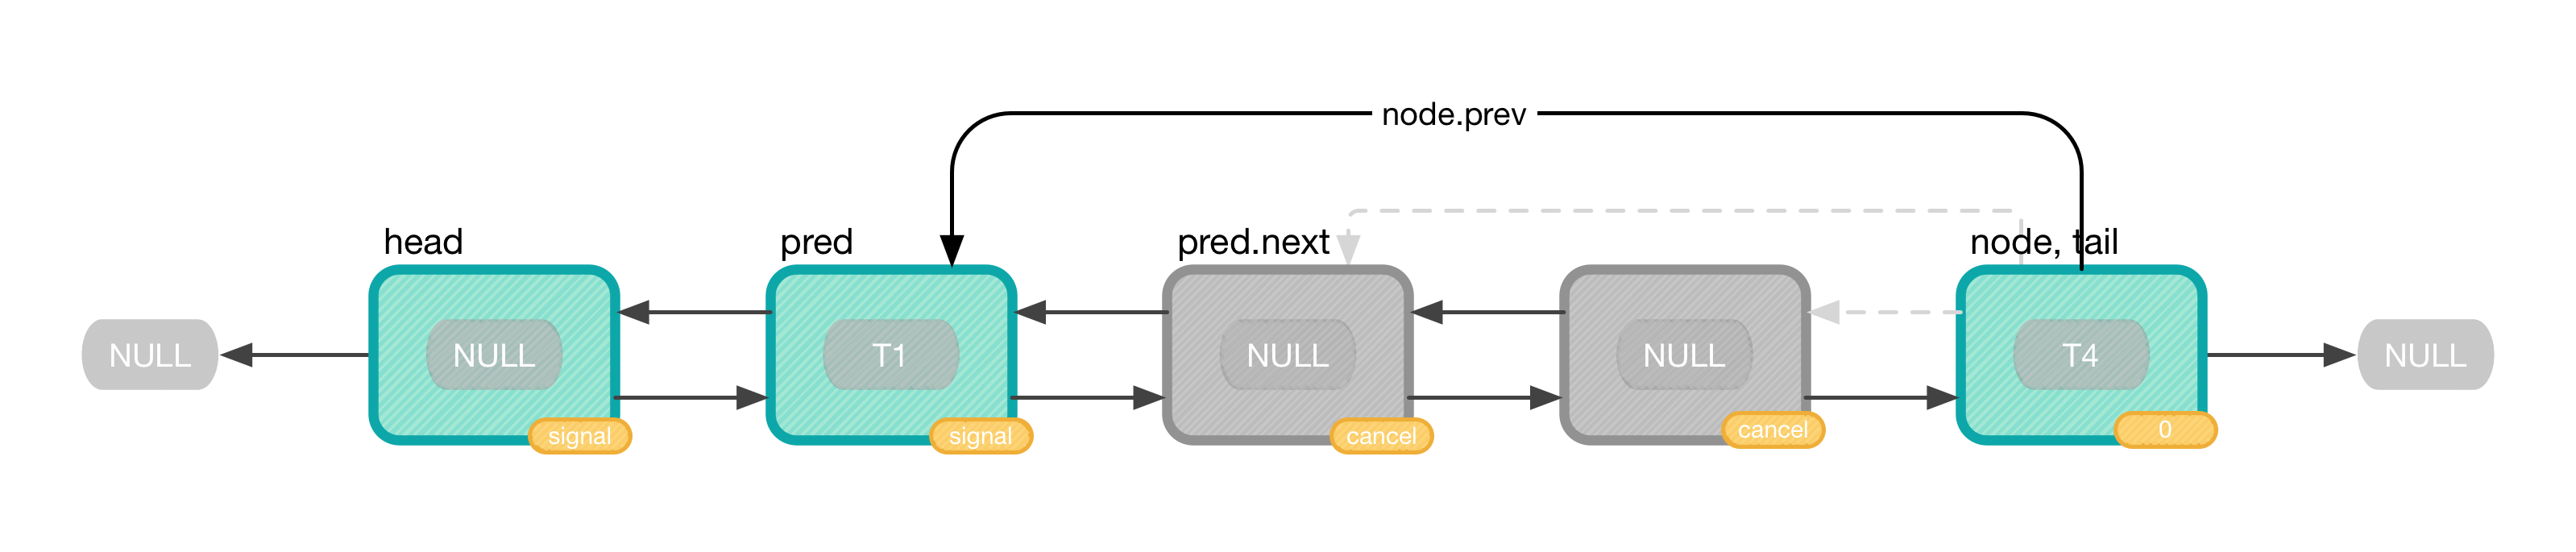 node.prev
head
pred
pred.next
node, tail
NULL
NULL
T1
NULL
NULL
T4
NULL
signal
signal
cancel
cancel
0